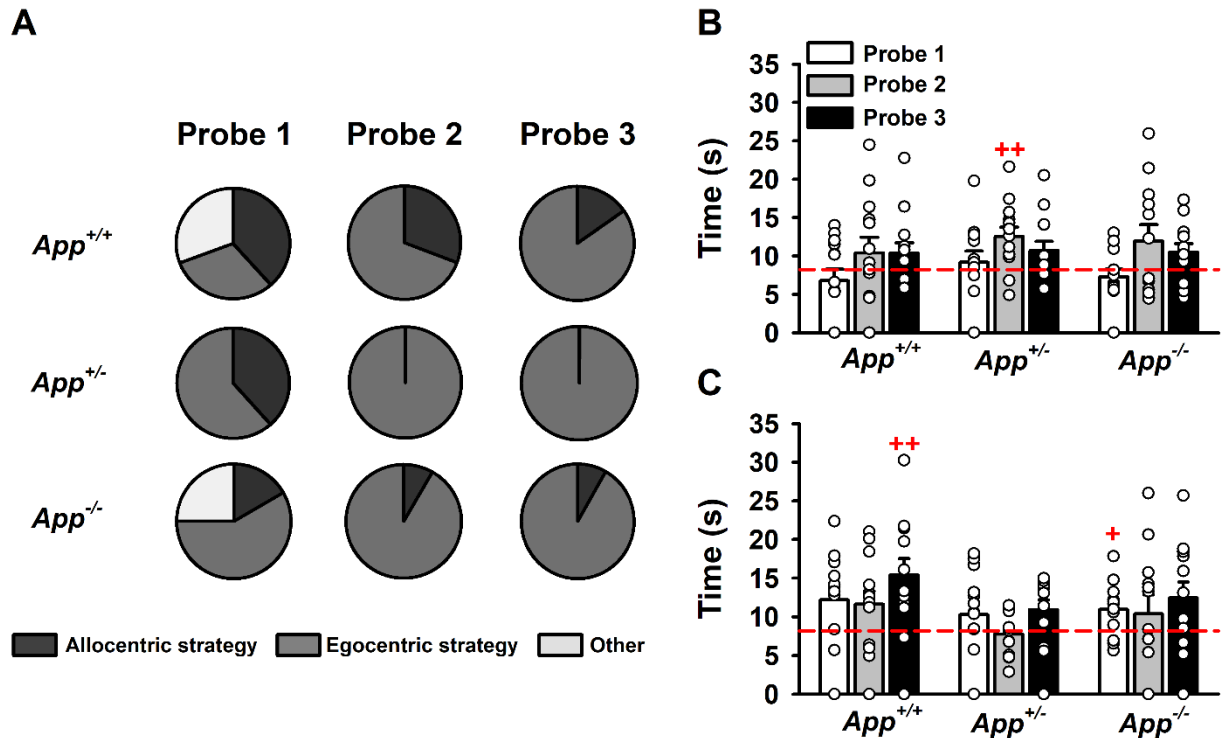 A
Probe 1 Probe 2 Probe 3
App+/+
App+/-
App-/-
Allocentric strategy Egocentric strategy Other
B
Probe 1
Probe 2
Probe 3
Time (s)
35
30
25
20
15
10
5
0
++
App+/+ App+/- App-/-
C
Time (s)
35
30
25
20
15
10
5
0
++
+
App+/+ App+/- App-/-